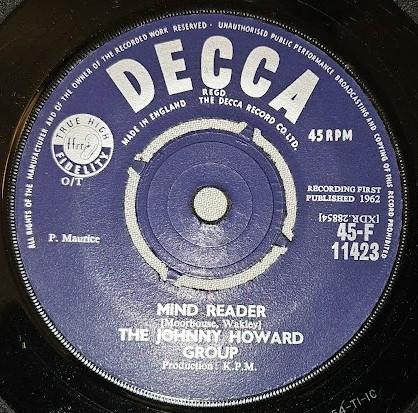 ALL RIGHTS OF THE MANUFACTURER AND OF THE OWNER OF THE RECORDED WORK RESERVED · UNAUTHORISED PUBLIC PERFORMANCE BROADCASTING AND COPYING OF THIS RECORD PROHIBITED
DECCA
REGD
MADE IN ENGLAND THE DECCA RECORD CO. LTD.
TRUE HIGH
ffrr
FIDELITY
O/T
45 RPM
RECORDING FIRST
PUBLISHED 1962
[XDR.28854]
45-F
11423
P. Maurice
MIND READER
[Moorhouse, Wakley]
THE JOHNNY HOWARD
GROUP
Production: K.P.M.